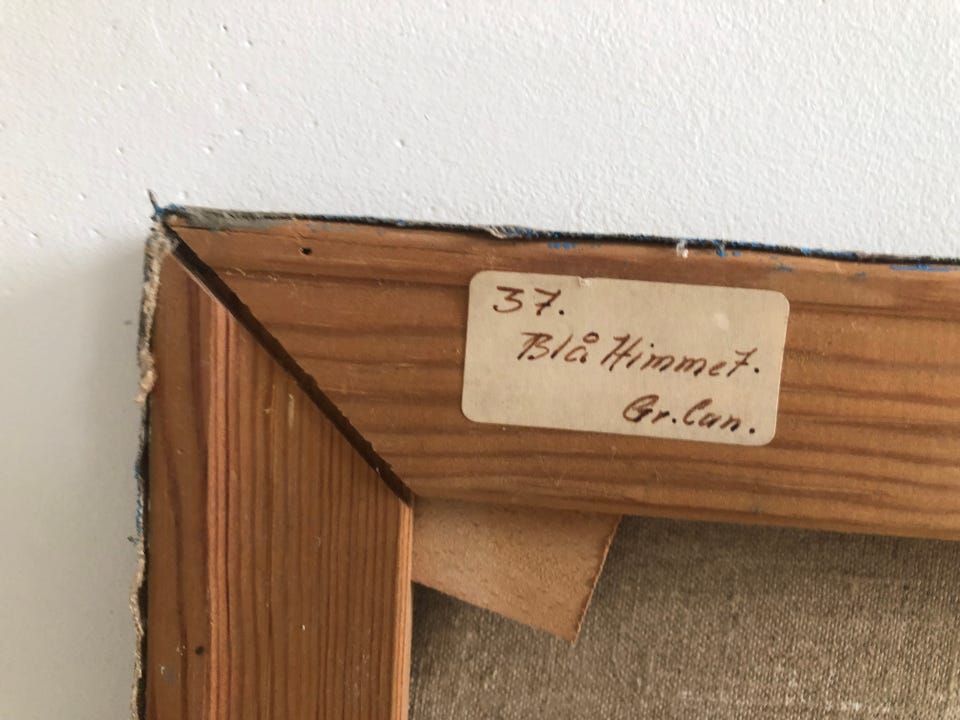 37.
Blå Himmel.
Gr. Can.